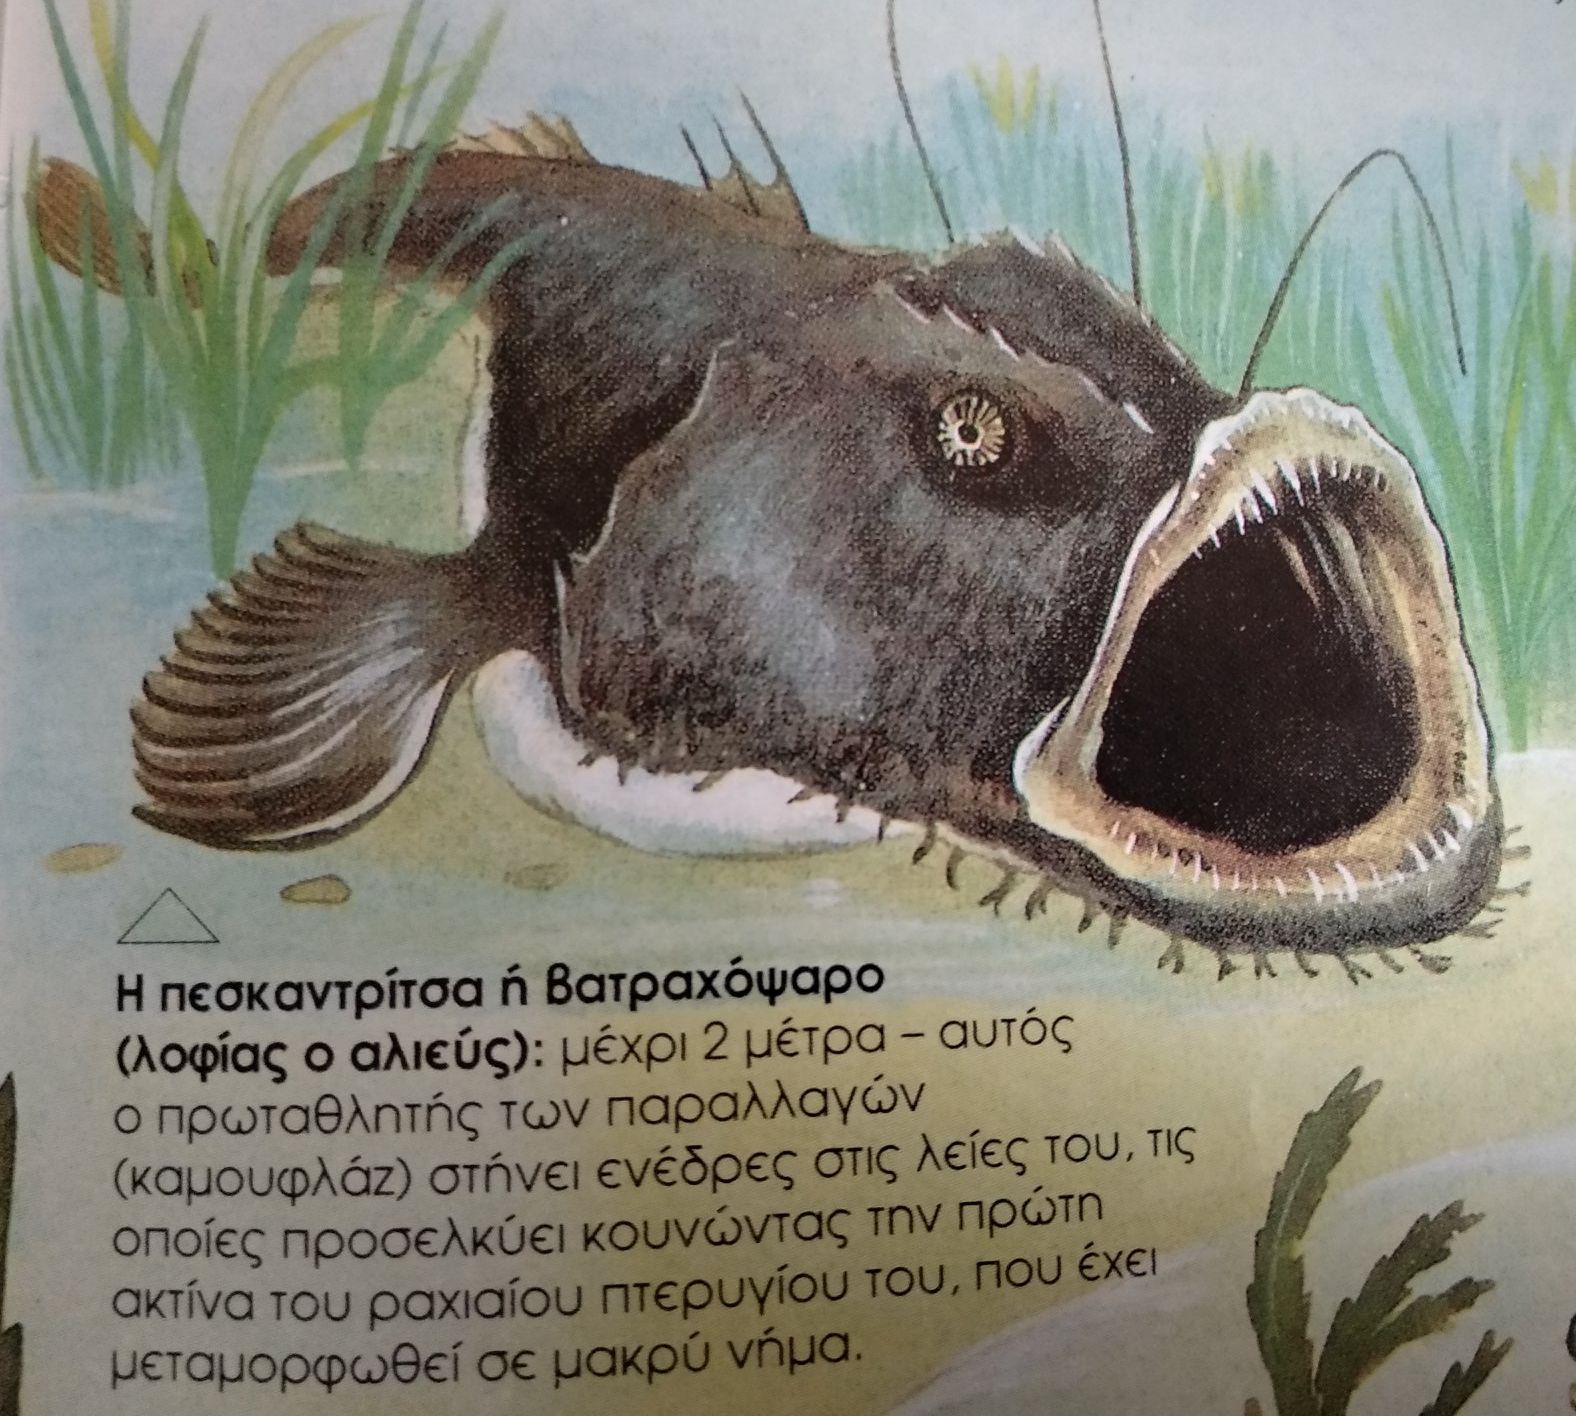 Η πεσκαντρίτσα ή βατραχόψαρο
(λοφίας ο αλιεύς): μέχρι 2 μέτρα – αυτός
ο πρωταθλητής των παραλλαγών
(καμουφλάζ) στήνει ενέδρες στις λείες του, τις
οποίες προσελκύει κουνώντας την πρώτη
ακτίνα του ραχιαίου πτερυγίου του, που έχει
μεταμορφωθεί σε μακρύ νήμα.